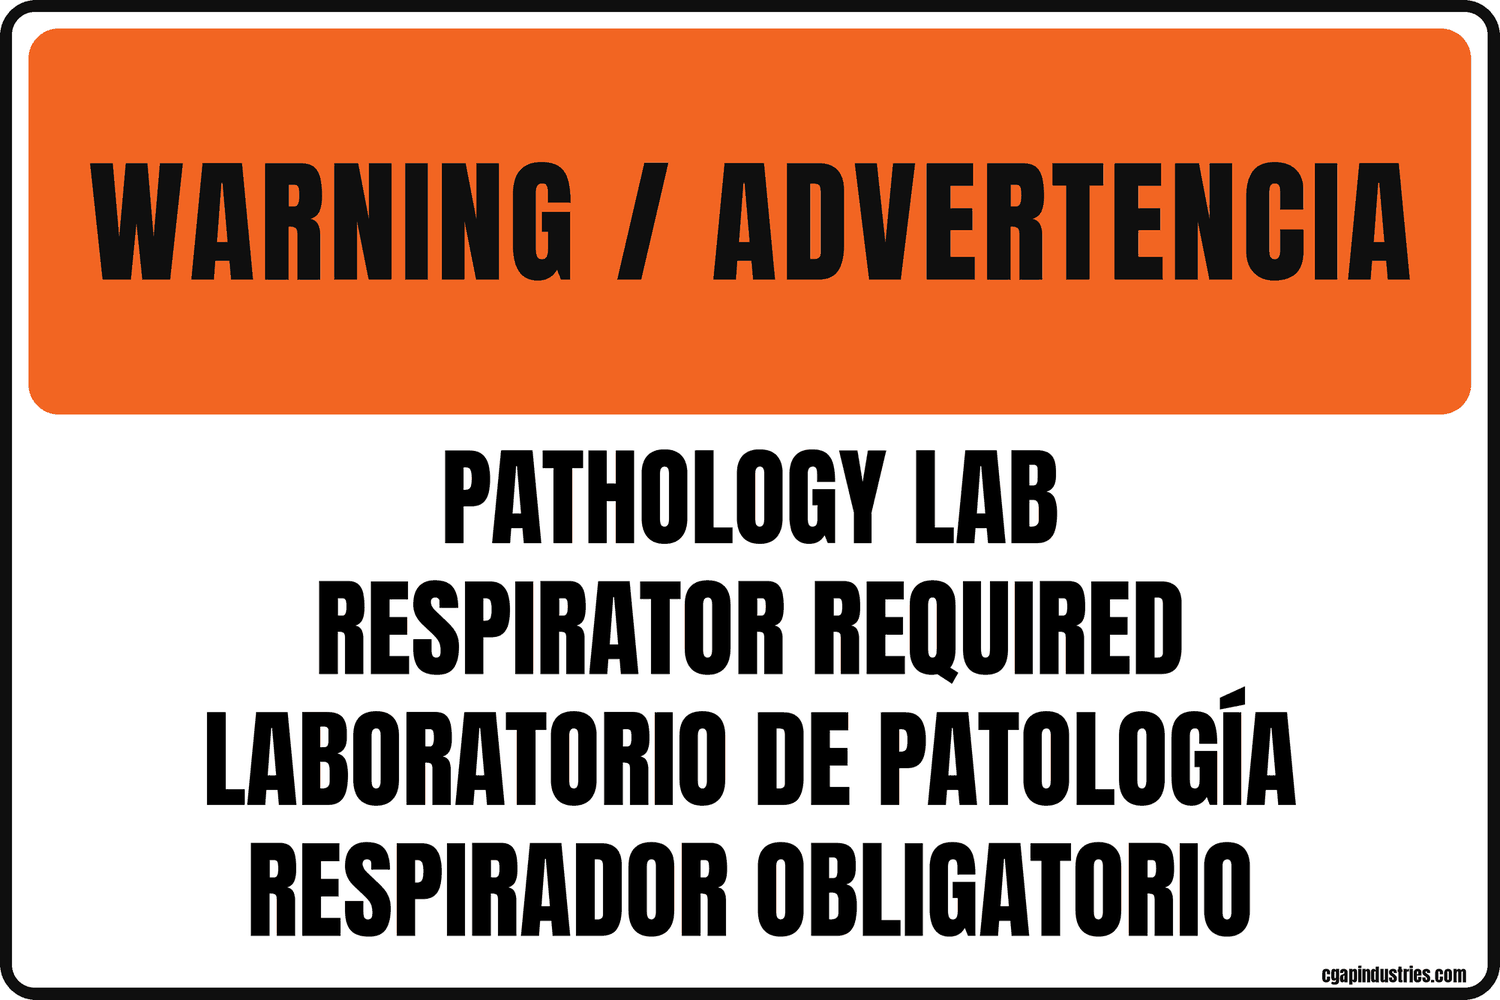 WARNING / ADVERTENCIA
PATHOLOGY LAB
RESPIRATOR REQUIRED
LABORATORIO DE PATOLOGÍA
RESPIRADOR OBLIGATORIO
cgapindustries.com